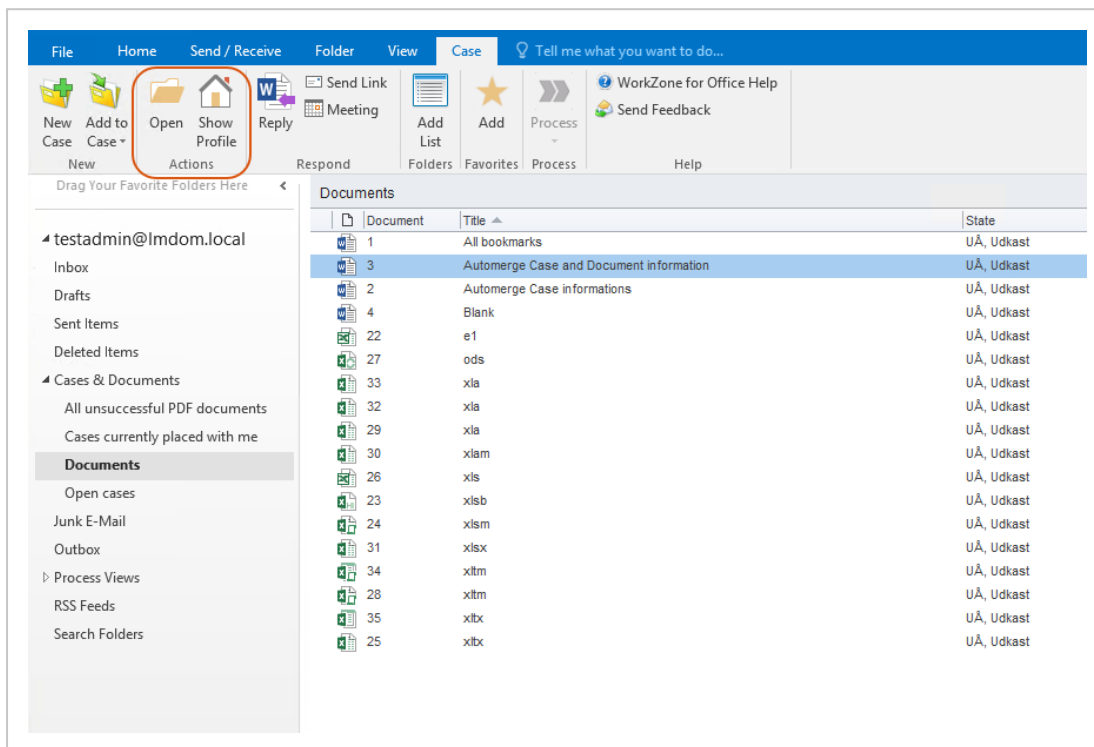 File Home Send / Receive Folder View Case Tell me what you want to do...
New Case Add to Case Open Show Profile Reply Send Link Meeting Add List Add Process WorkZone for Office Help Send Feedback
New Actions Respond Folders Favorites Process Help
Drag Your Favorite Folders Here
testadmin@lmdom.local
Inbox
Drafts
Sent Items
Deleted Items
Cases & Documents
All unsuccessful PDF documents
Cases currently placed with me
Documents
Open cases
Junk E-Mail
Outbox
Process Views
RSS Feeds
Search Folders
Documents
Document Title State
1 All bookmarks UÅ, Udkast
3 Automerge Case and Document information UÅ, Udkast
2 Automerge Case informations UÅ, Udkast
4 Blank UÅ, Udkast
22 e1 UÅ, Udkast
27 ods UÅ, Udkast
33 xla UÅ, Udkast
32 xla UÅ, Udkast
29 xla UÅ, Udkast
30 xlam UÅ, Udkast
26 xls UÅ, Udkast
23 xlsb UÅ, Udkast
24 xlsm UÅ, Udkast
31 xlsx UÅ, Udkast
34 xltm UÅ, Udkast
28 xltm UÅ, Udkast
35 xltx UÅ, Udkast
25 xltx UÅ, Udkast